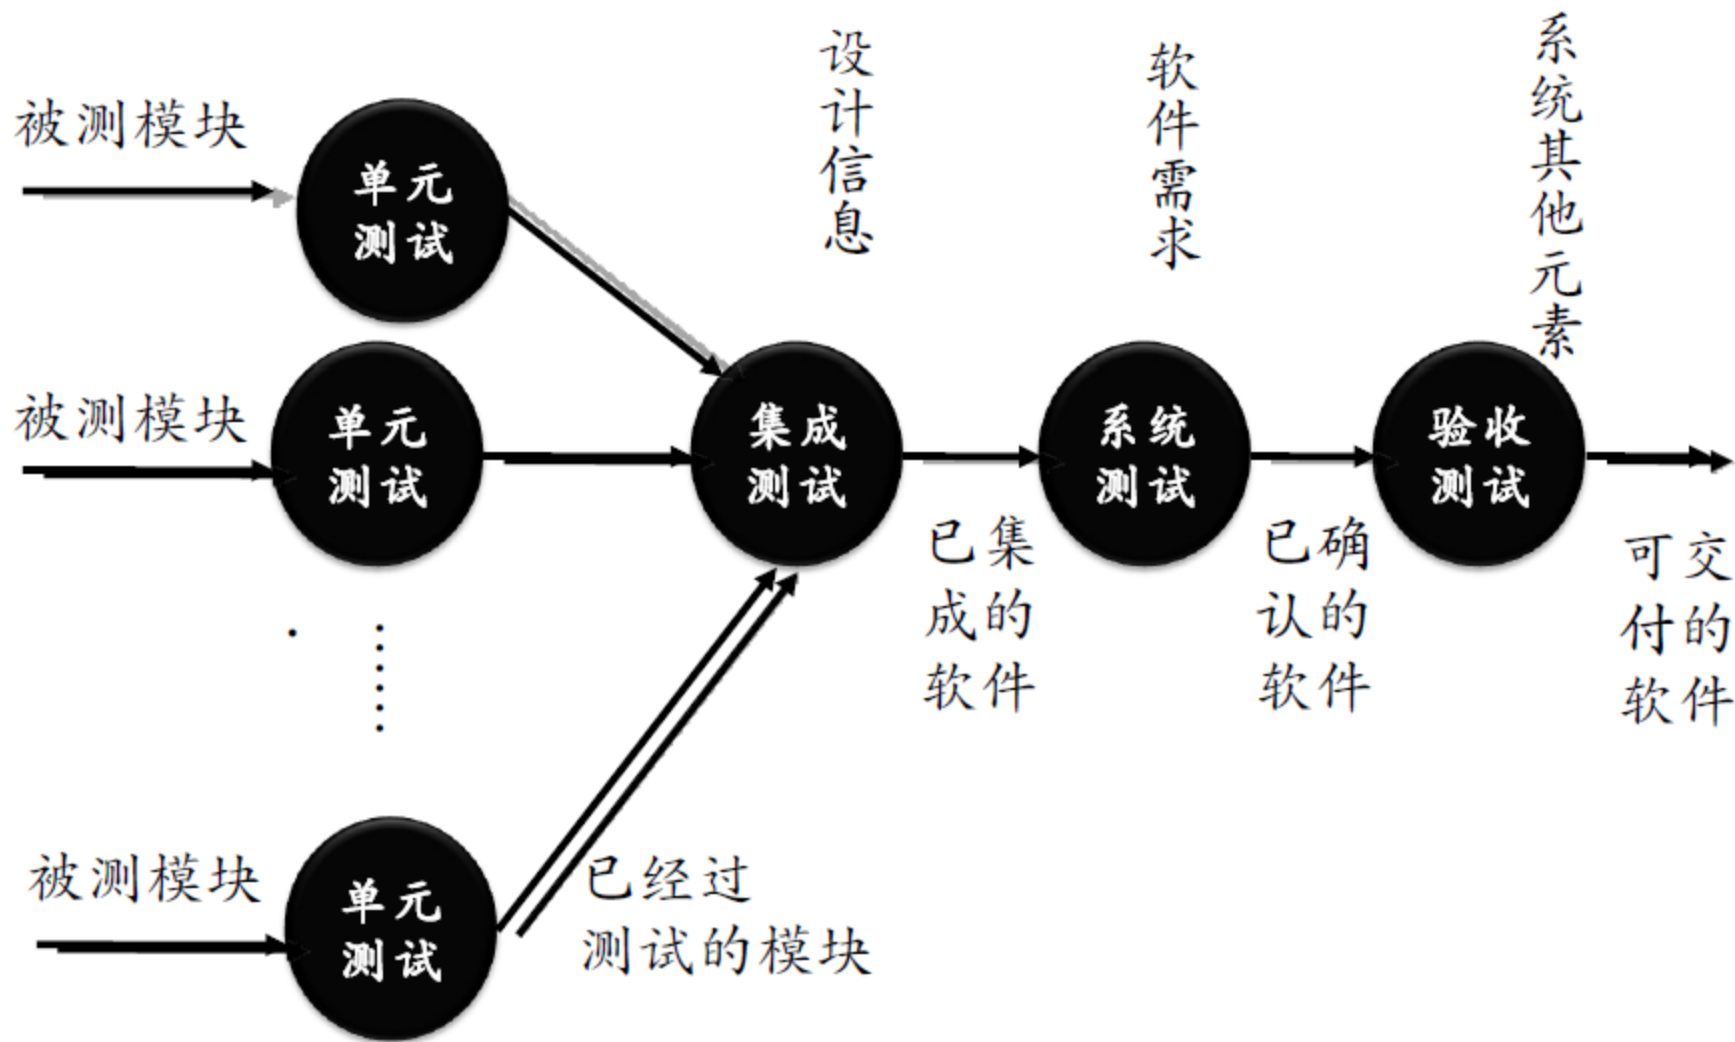 设计信息
软件需求
系统其他元素
被测模块
单元
测试
被测模块
单元
测试
集成
测试
系统
测试
验收
测试
已集
成的
软件
已确
认的
软件
可交
付的
软件
被测模块
单元
测试
已经过
测试的模块